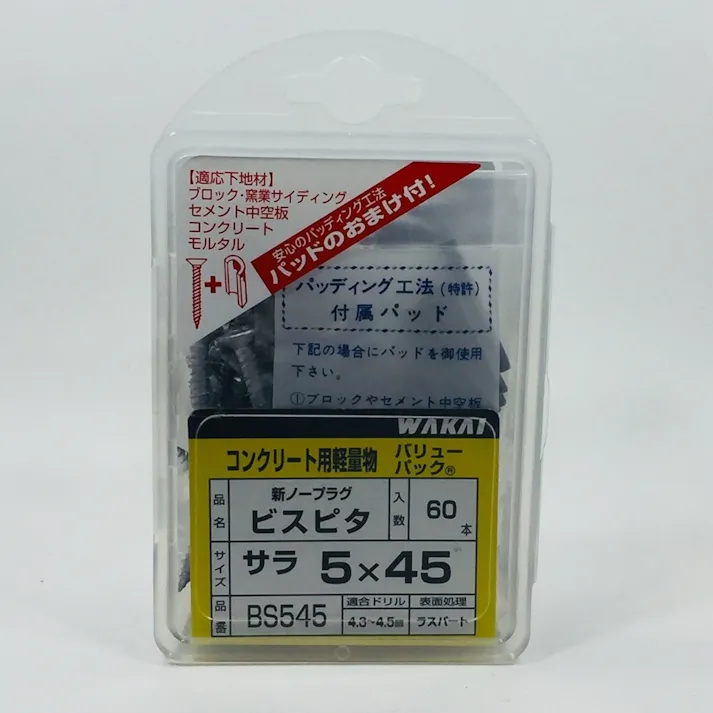 【適応下地材】
ブロック・窯業サイディング
セメント中空板
コンクリート
モルタル
安心のパッディング工法
パッドのおまけ付!
パッディング工法(特許)
付属パッド
下記の場合にパッドを御使用
下さい。
①ブロックやセメント中空板
WAKAI
コンクリート用軽量物 バリューパック®
品名 新ノープラグ ビスピタ 入数 60本
サイズ サラ 5×45
品番 BS545 適合ドリル 4.3~4.5㎜ 表面処理 ラスパート